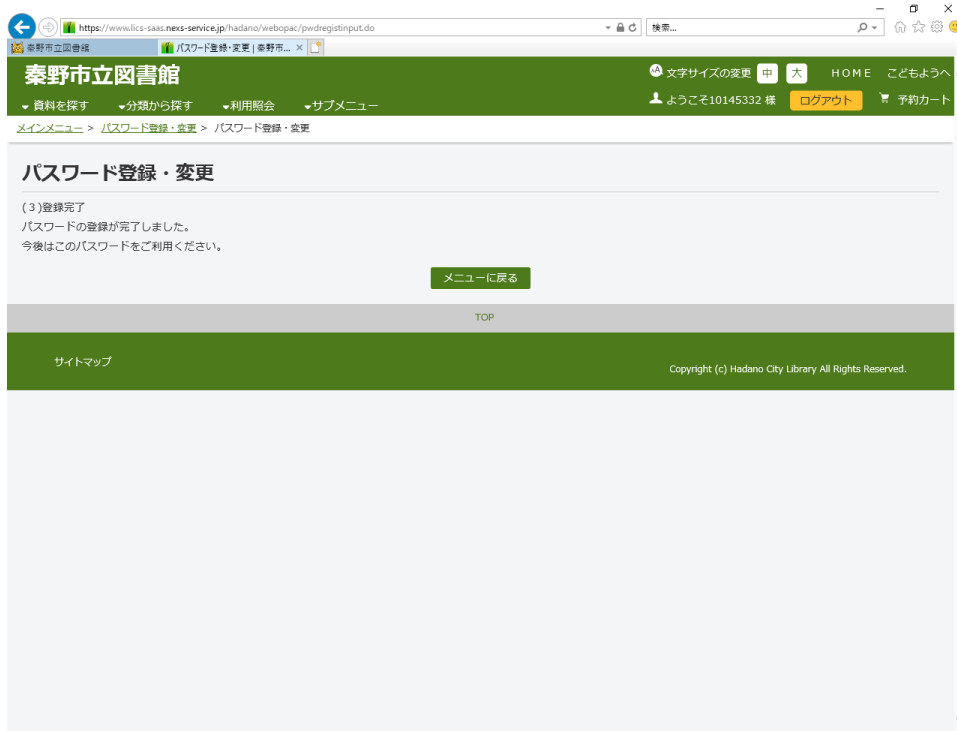 https://www.lics-saas.nexs-service.jp/hadano/webopac/pwdregistinput.do
検索...
秦野市立図書館
パスワード登録・変更 | 秦野市...
秦野市立図書館
文字サイズの変更 中 大 HOME こどもようへ
資料を探す 分類から探す 利用照会 サブメニュー
ようこそ10145332 様 ログアウト 予約カート
メインメニュー > パスワード登録・変更 > パスワード登録・変更
パスワード登録・変更
(3)登録完了
パスワードの登録が完了しました。
今後はこのパスワードをご利用ください。
メニューに戻る
TOP
サイトマップ
Copyright (c) Hadano City Library All Rights Reserved.